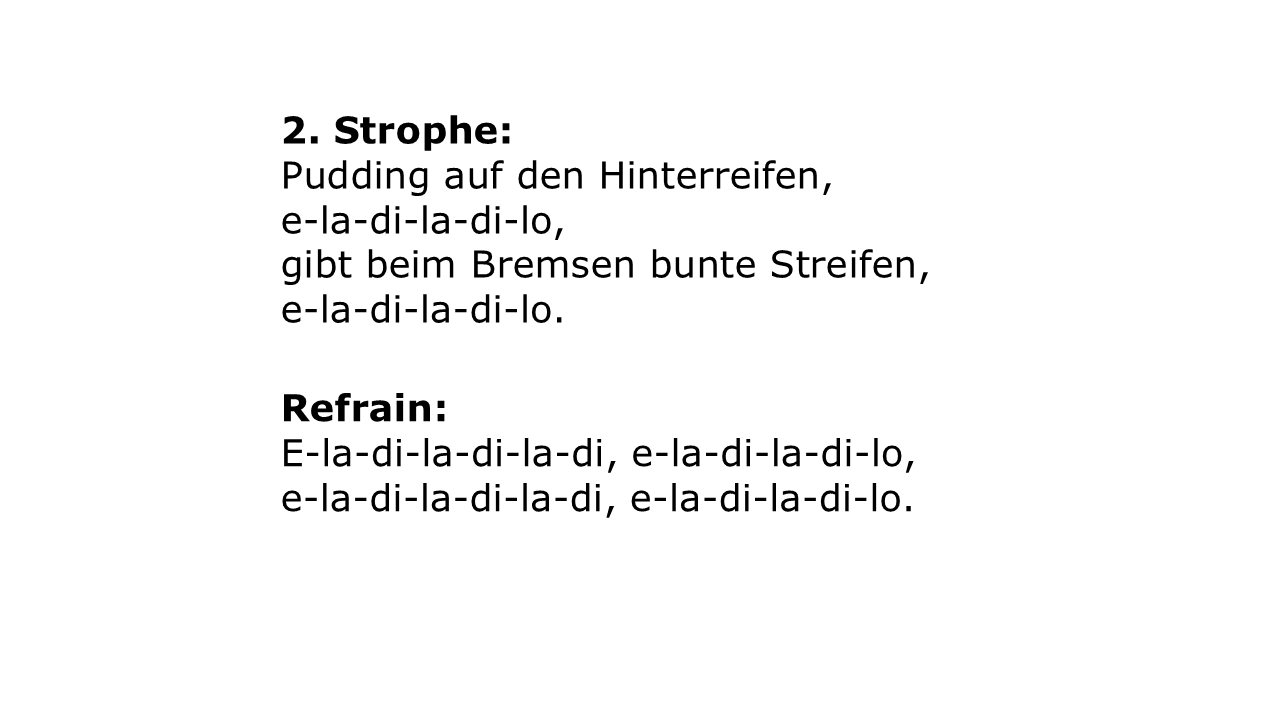 2. Strophe:
Pudding auf den Hinterreifen,
e-la-di-la-di-lo,
gibt beim Bremsen bunte Streifen,
e-la-di-la-di-lo.
Refrain:
E-la-di-la-di-la-di, e-la-di-la-di-lo,
e-la-di-la-di-la-di, e-la-di-la-di-lo.